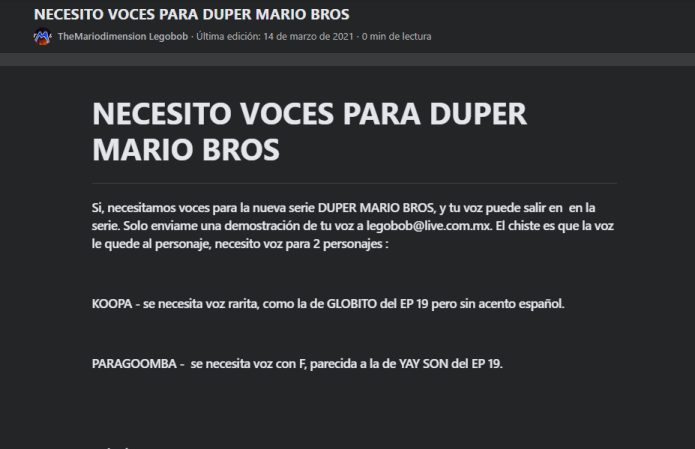 NECESITO VOCES PARA DUPER MARIO BROS
TheMariodimension Legobob · Última edición: 14 de marzo de 2021 · 0 min de lectura
NECESITO VOCES PARA DUPER
MARIO BROS
Si, necesitamos voces para la nueva serie DUPER MARIO BROS, y tu voz puede salir en en la
serie. Solo enviame una demostración de tu voz a legobob@live.com.mx. El chiste es que la voz
le quede al personaje, necesito voz para 2 personajes :
KOOPA - se necesita voz rarita, como la de GLOBITO del EP 19 pero sin acento español.
PARAGOOMBA - se necesita voz con F, parecida a la de YAY SON del EP 19.